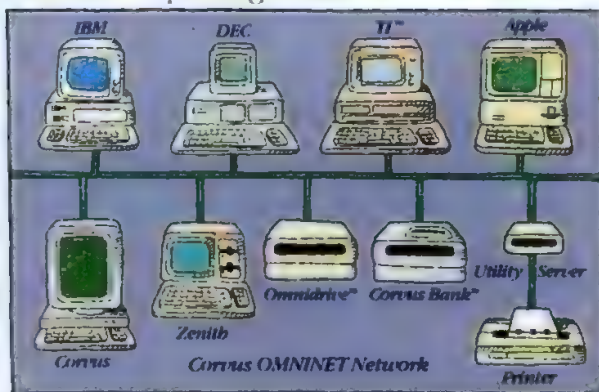 IBM
DEC
TI™
Apple
Omnidrive™
Corvus Bank™
Utility Server
Zenith
Corvus
Corvus OMNINET Network
Printer